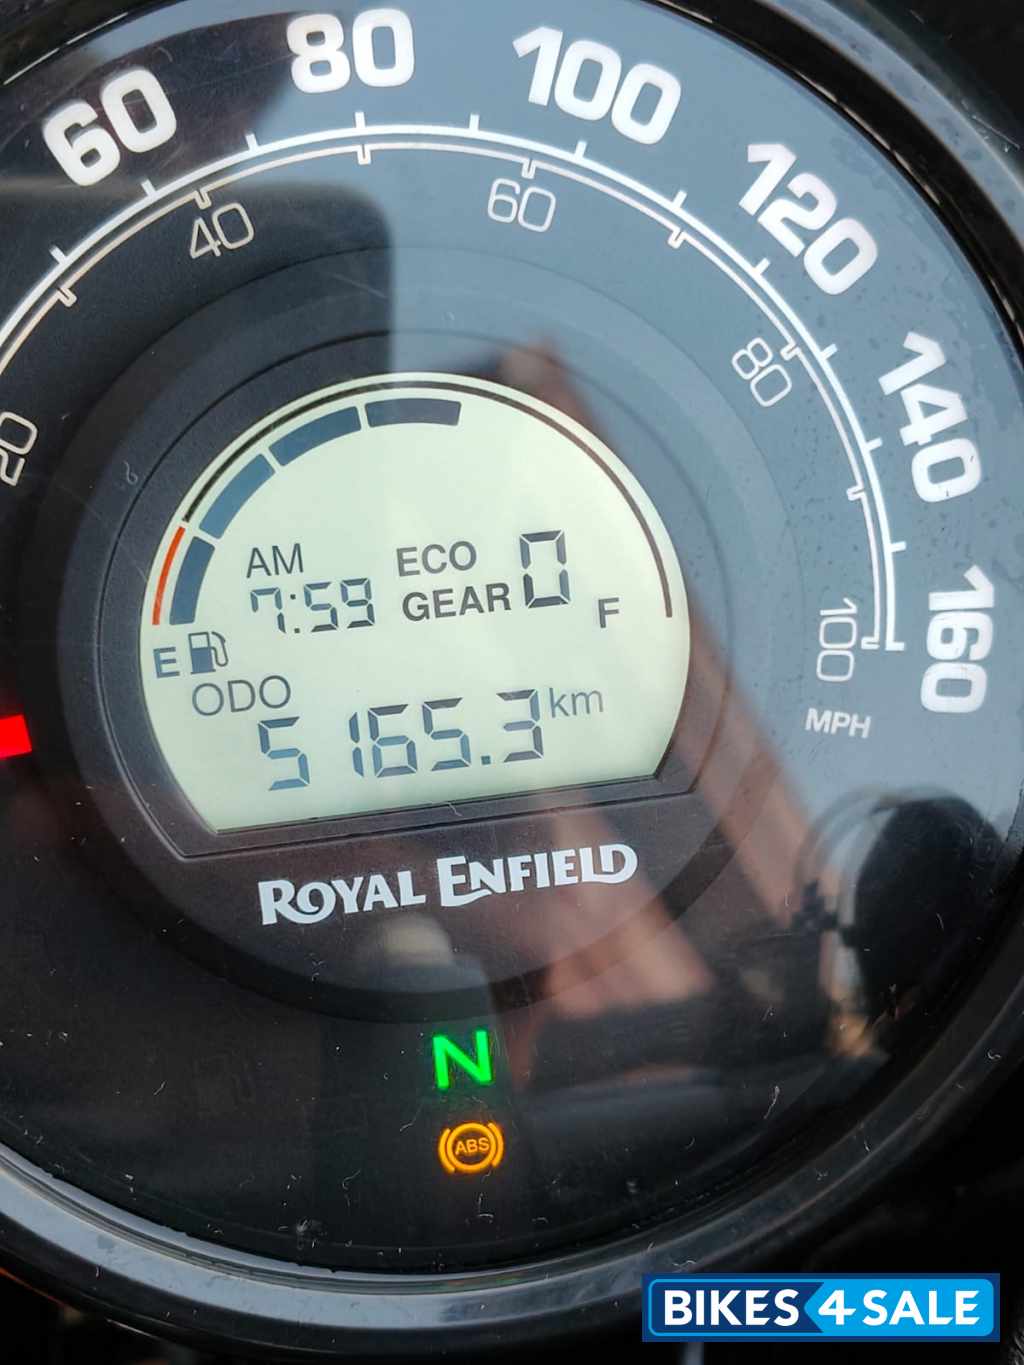 20
40
60
80
100
60
80
100
120
140
160
100
MPH
AM
7:59
ECO
GEAR 0
E
F
ODO
5165.3 km
ROYAL ENFIELD
N
ABS
BIKES4SALE